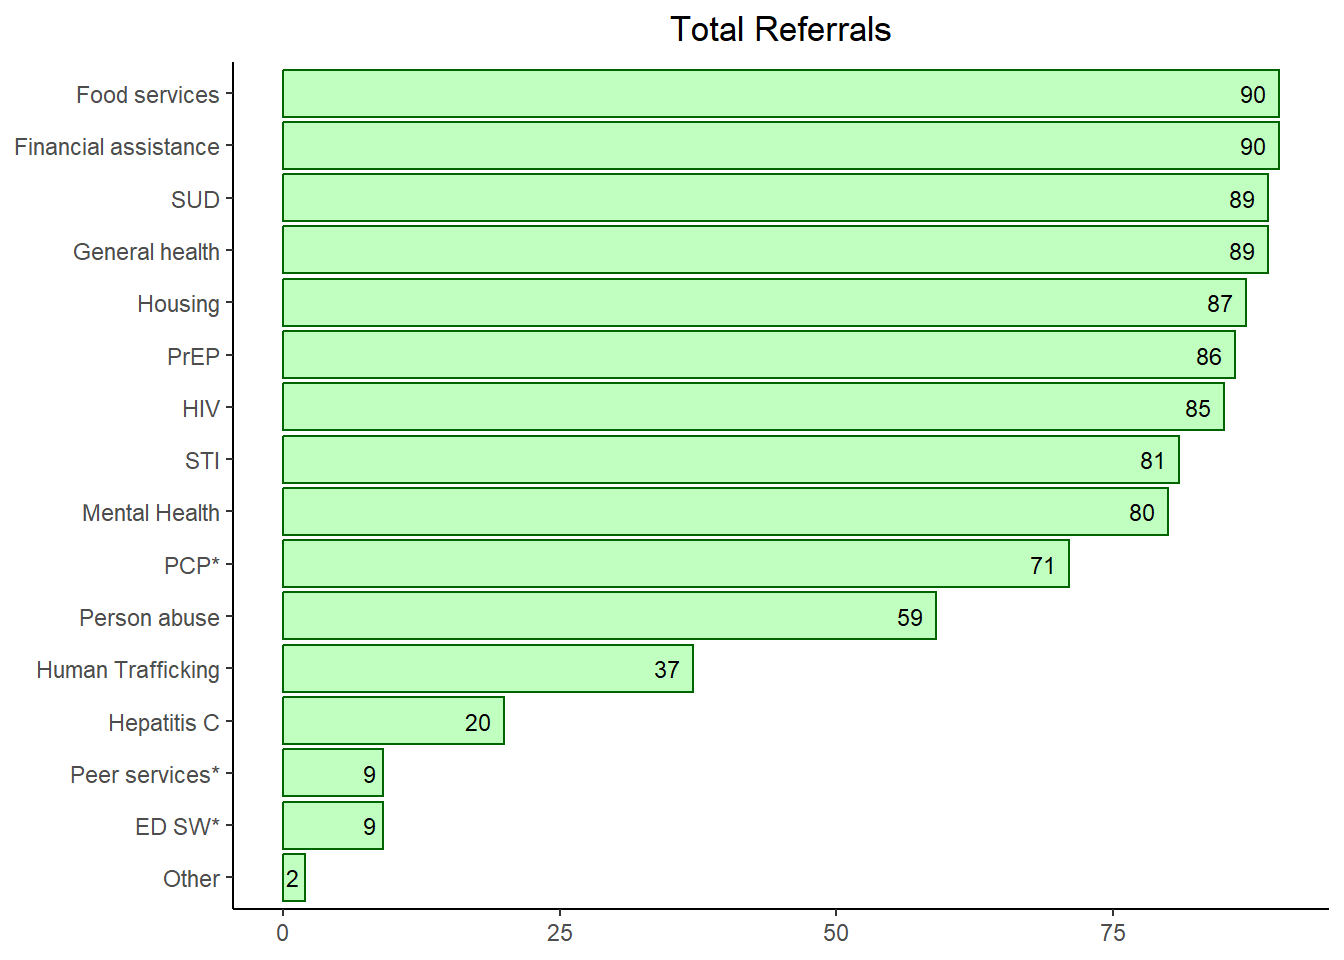 Total Referrals
Food services 90
Financial assistance 90
SUD 89
General health 89
Housing 87
PrEP 86
HIV 85
STI 81
Mental Health 80
PCP* 71
Person abuse 59
Human Trafficking 37
Hepatitis C 20
Peer services* 9
ED SW* 9
Other 2
0 25 50 75